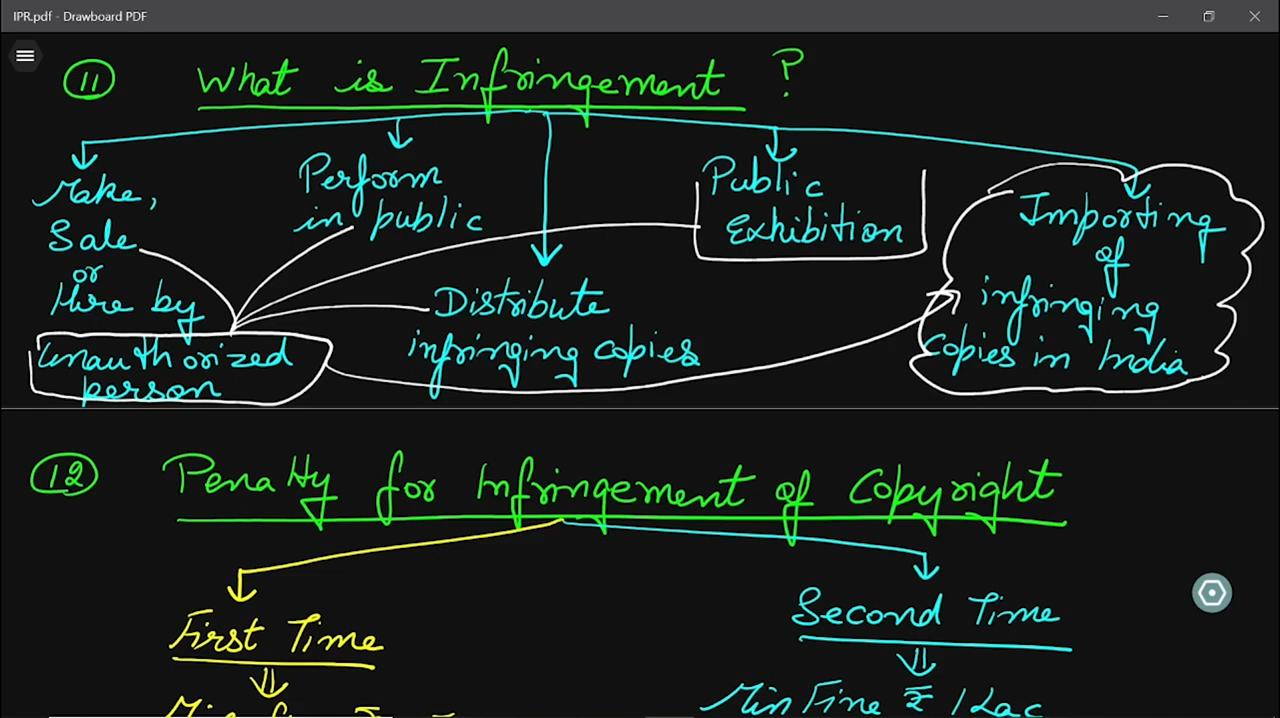 IPR.pdf - Drawboard PDF
11 What is Infringement ?
Make,
Sale
or
Hire by
Unauthorized
person
Perform
in public
Distribute
infringing copies
Public
Exhibition
Importing
of
infringing
copies in India
12 Penalty for Infringement of Copyright
First Time
Second Time
Min Fine ₹ 1 Lac